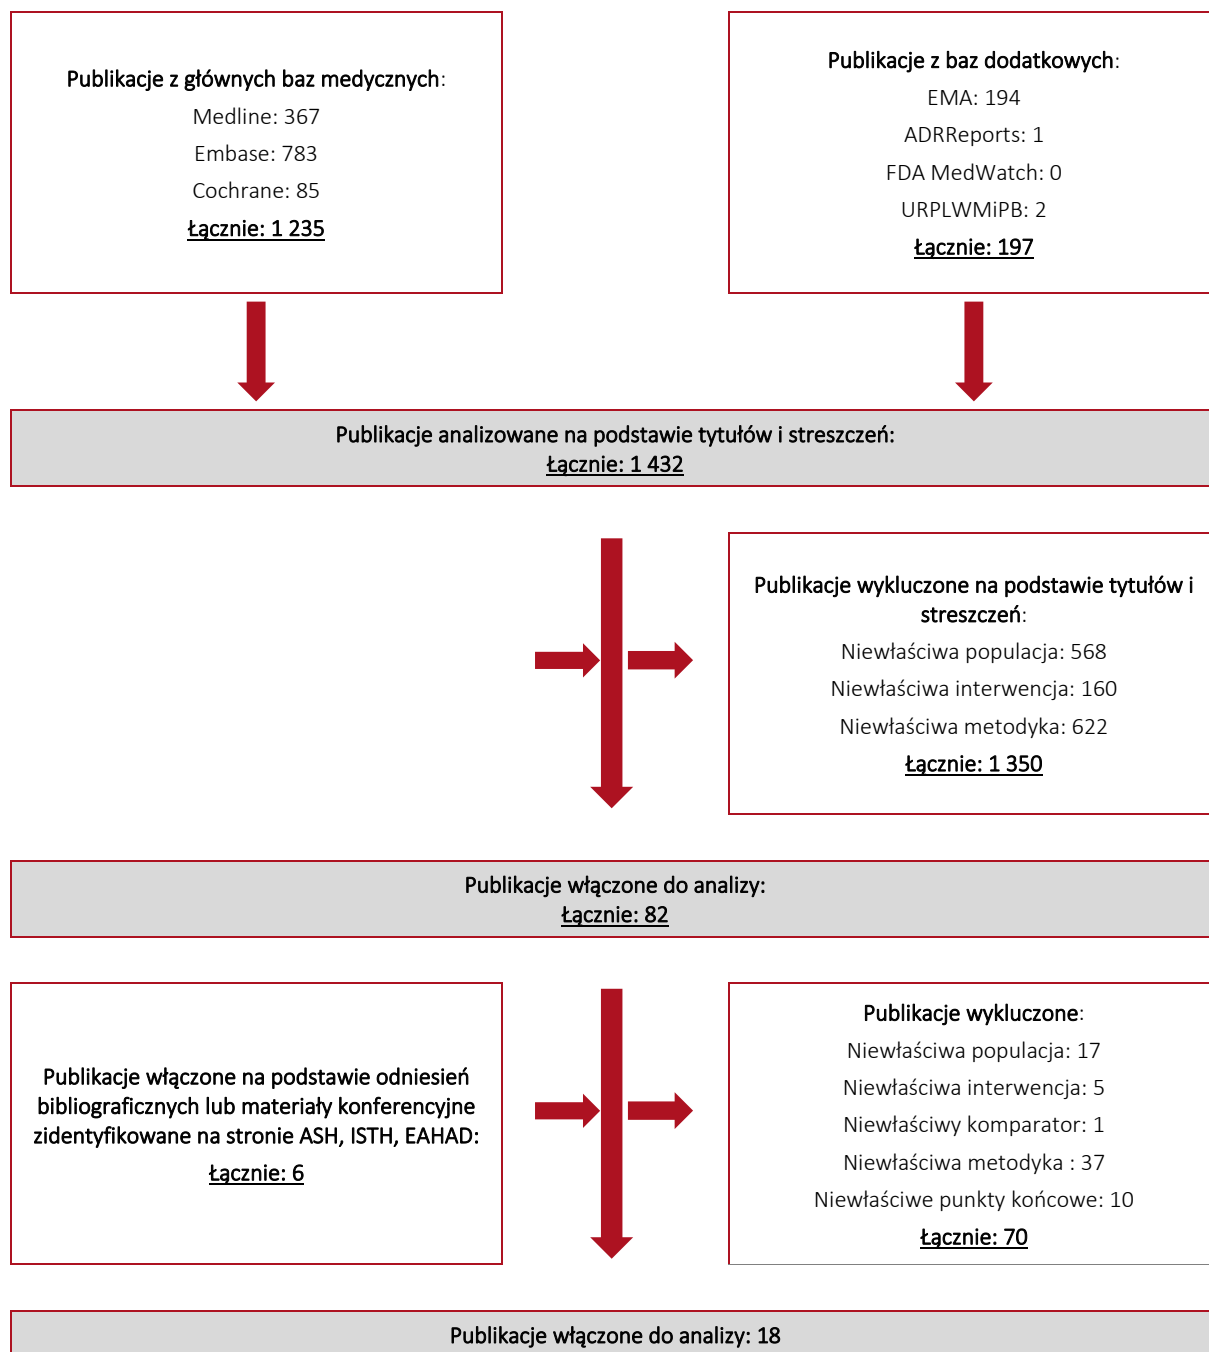 Publikacje z głównych baz medycznych:
Medline: 367
Embase: 783
Cochrane: 85
Łącznie: 1 235
Publikacje z baz dodatkowych:
EMA: 194
ADRReports: 1
FDA MedWatch: 0
URPLWMiPB: 2
Łącznie: 197
Publikacje analizowane na podstawie tytułów i streszczeń:
Łącznie: 1 432
Publikacje wykluczone na podstawie tytułów i
streszczeń:
Niewłaściwa populacja: 568
Niewłaściwa interwencja: 160
Niewłaściwa metodyka: 622
Łącznie: 1 350
Publikacje włączone do analizy:
Łącznie: 82
Publikacje włączone na podstawie odniesień
bibliograficznych lub materiały konferencyjne
zidentyfikowane na stronie ASH, ISTH, EAHAD:
Łącznie: 6
Publikacje wykluczone:
Niewłaściwa populacja: 17
Niewłaściwa interwencja: 5
Niewłaściwy komparator: 1
Niewłaściwa metodyka : 37
Niewłaściwe punkty końcowe: 10
Łącznie: 70
Publikacje włączone do analizy: 18